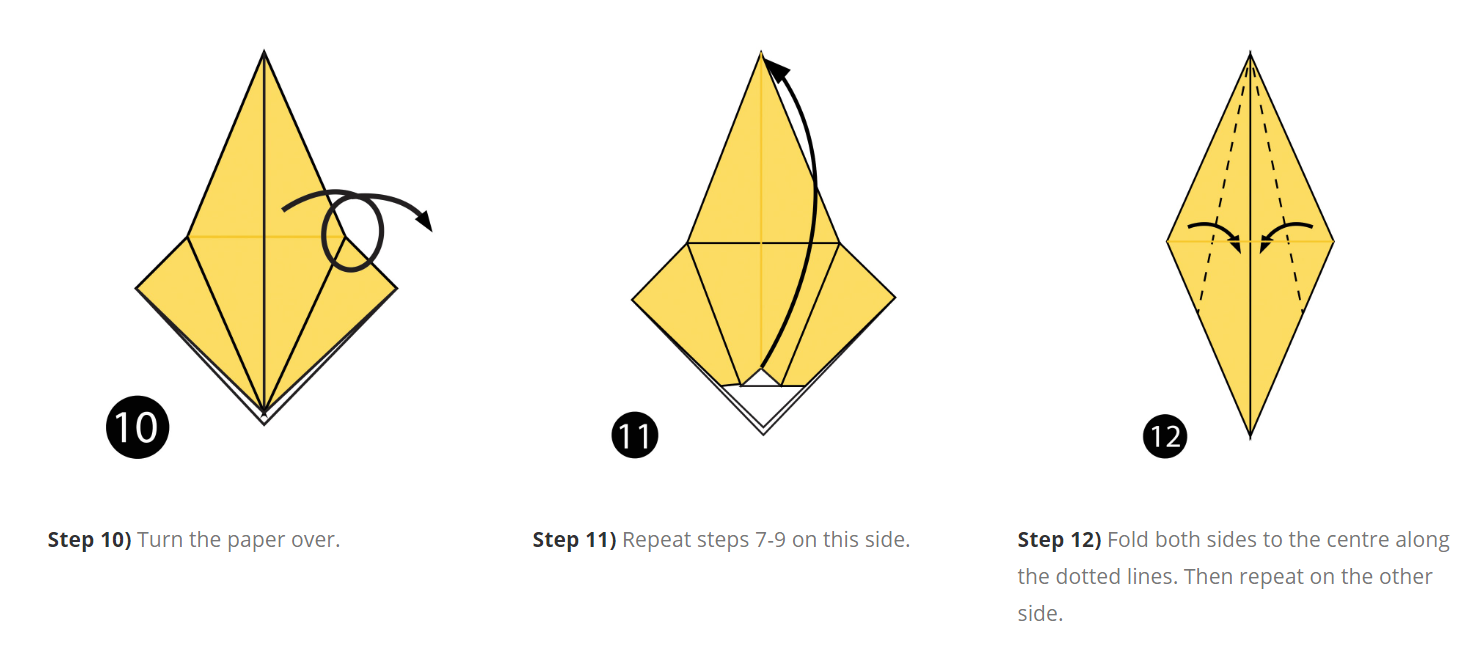 10
11
12
Step 10) Turn the paper over.
Step 11) Repeat steps 7-9 on this side.
Step 12) Fold both sides to the centre along
the dotted lines. Then repeat on the other
side.